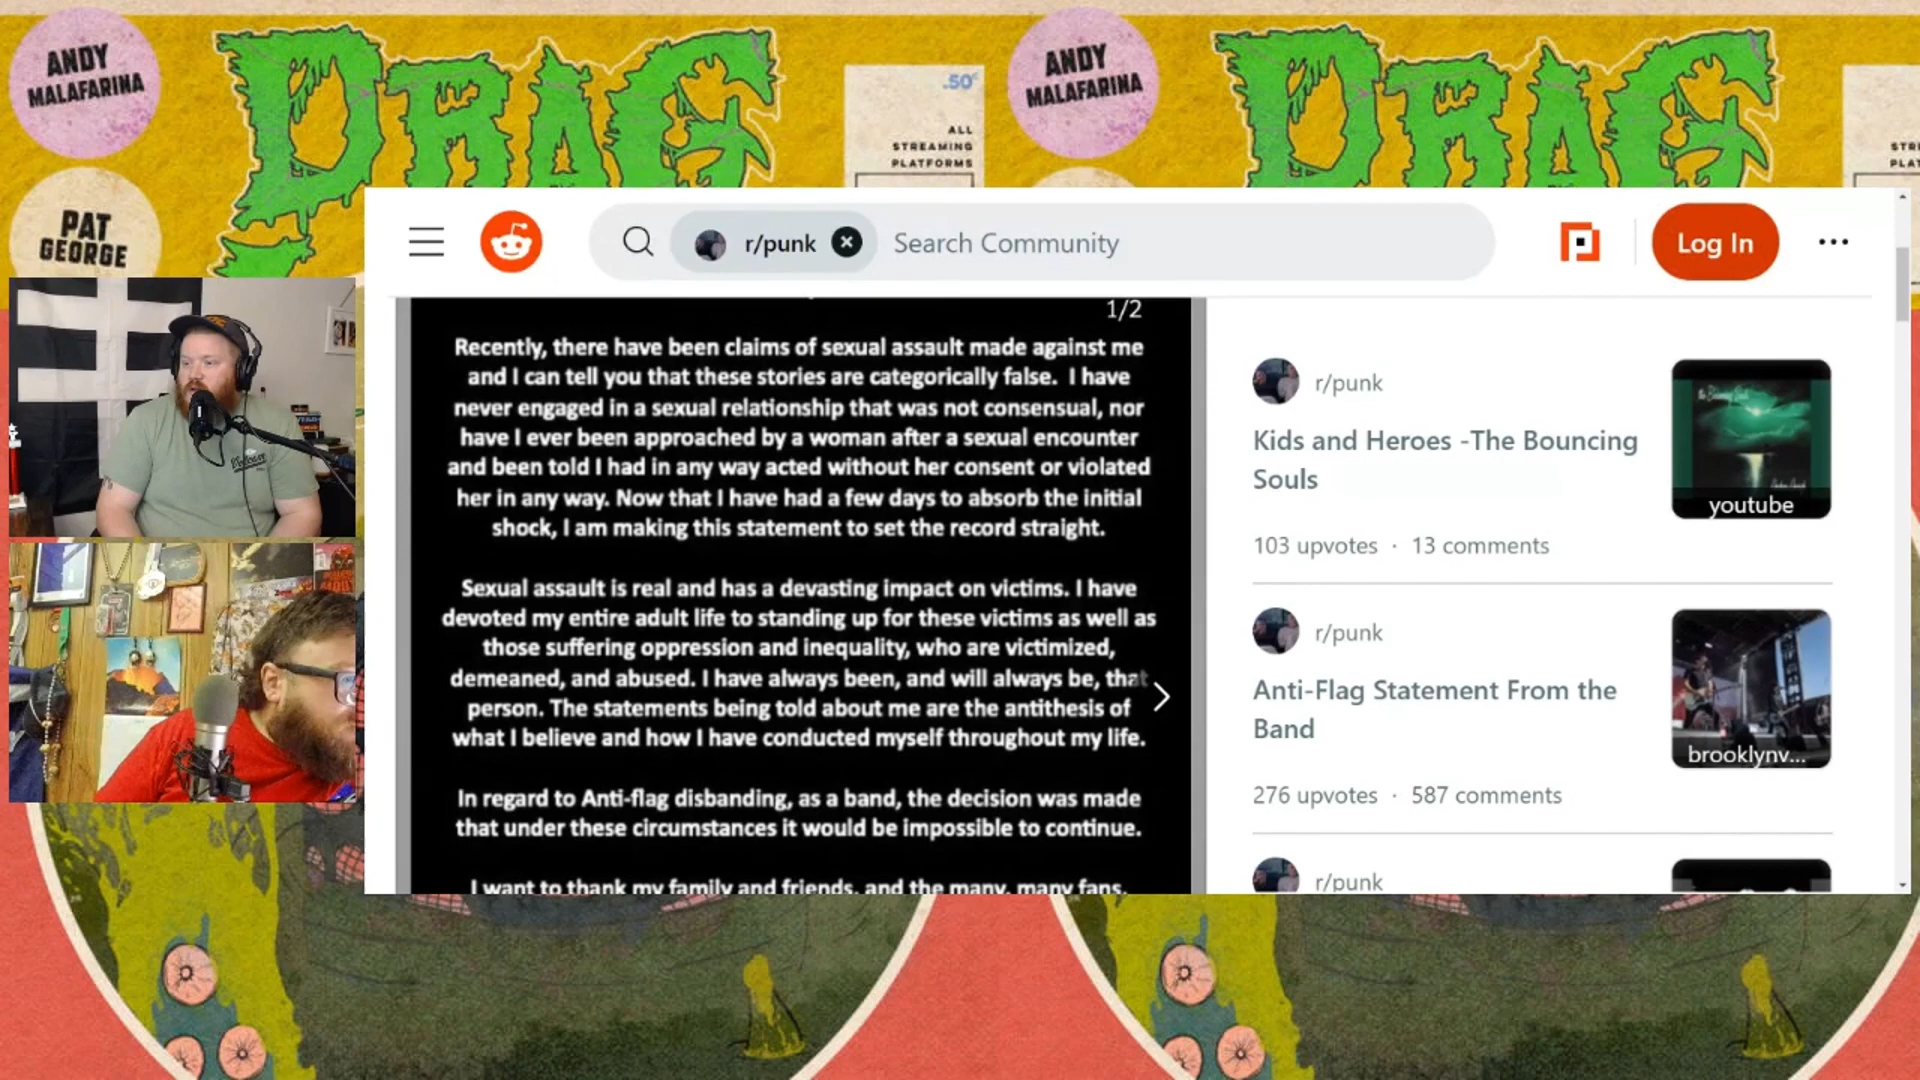 ANDY
MALAFARINA
DRAG
.50¢
ALL
STREAMING
PLATFORMS
ANDY
MALAFARINA
DRAG
PAT
GEORGE
r/punk
Search Community
Log In
1/2
Recently, there have been claims of sexual assault made against me
and I can tell you that these stories are categorically false. I have
never engaged in a sexual relationship that was not consensual, nor
have I ever been approached by a woman after a sexual encounter
and been told I had in any way acted without her consent or violated
her in any way. Now that I have had a few days to absorb the initial
shock, I am making this statement to set the record straight.
Sexual assault is real and has a devasting impact on victims. I have
devoted my entire adult life to standing up for these victims as well as
those suffering oppression and inequality, who are victimized,
demeaned, and abused. I have always been, and will always be, that
person. The statements being told about me are the antithesis of
what I believe and how I have conducted myself throughout my life.
In regard to Anti-flag disbanding, as a band, the decision was made
that under these circumstances it would be impossible to continue.
I want to thank my family and friends, and the many, many fans,
r/punk
Kids and Heroes -The Bouncing
Souls
youtube
103 upvotes · 13 comments
r/punk
Anti-Flag Statement From the
Band
brooklynv...
276 upvotes · 587 comments
r/punk